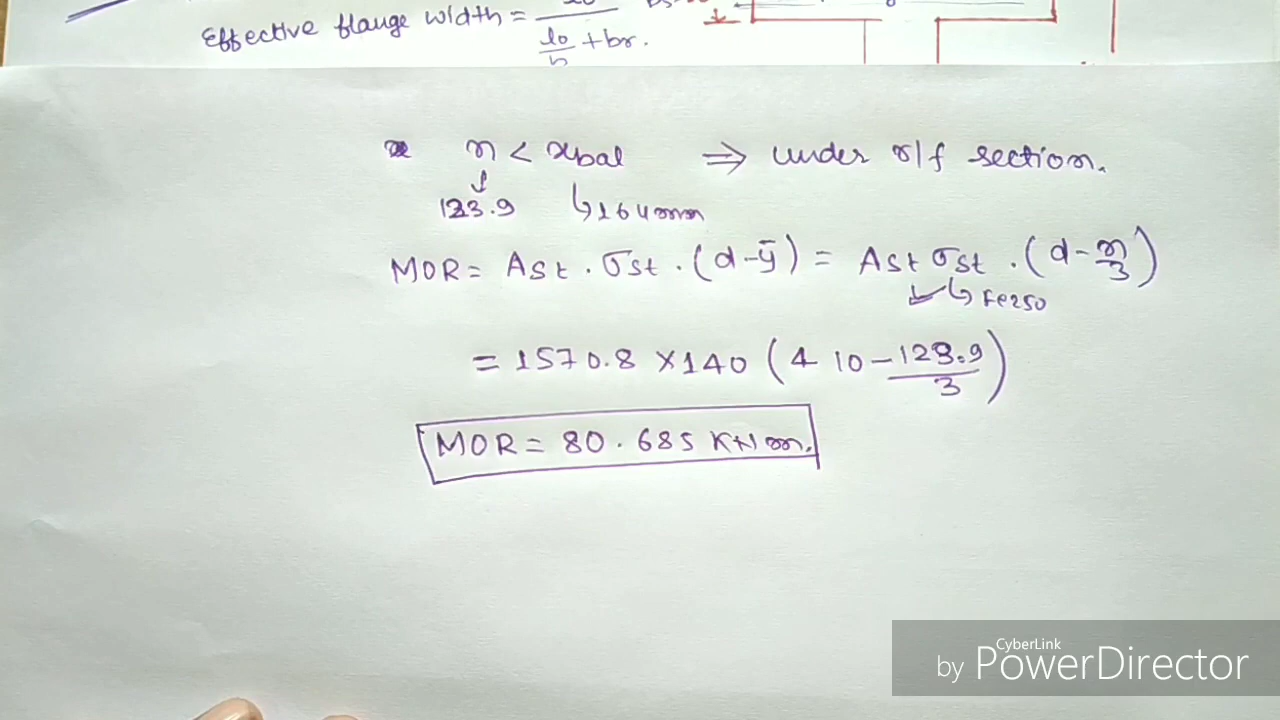 Effective flange width = lo/b + br.
x < xbal ⇒ under r/f section.
123.9 ↳ 164mm
MOR = Ast . σst . (d - ȳ) = Ast σst . (d - x/3)
↳ Fe250
= 1570.8 × 140 (410 - 123.9/3)
MOR = 80.685 KNm.
CyberLink
by PowerDirector